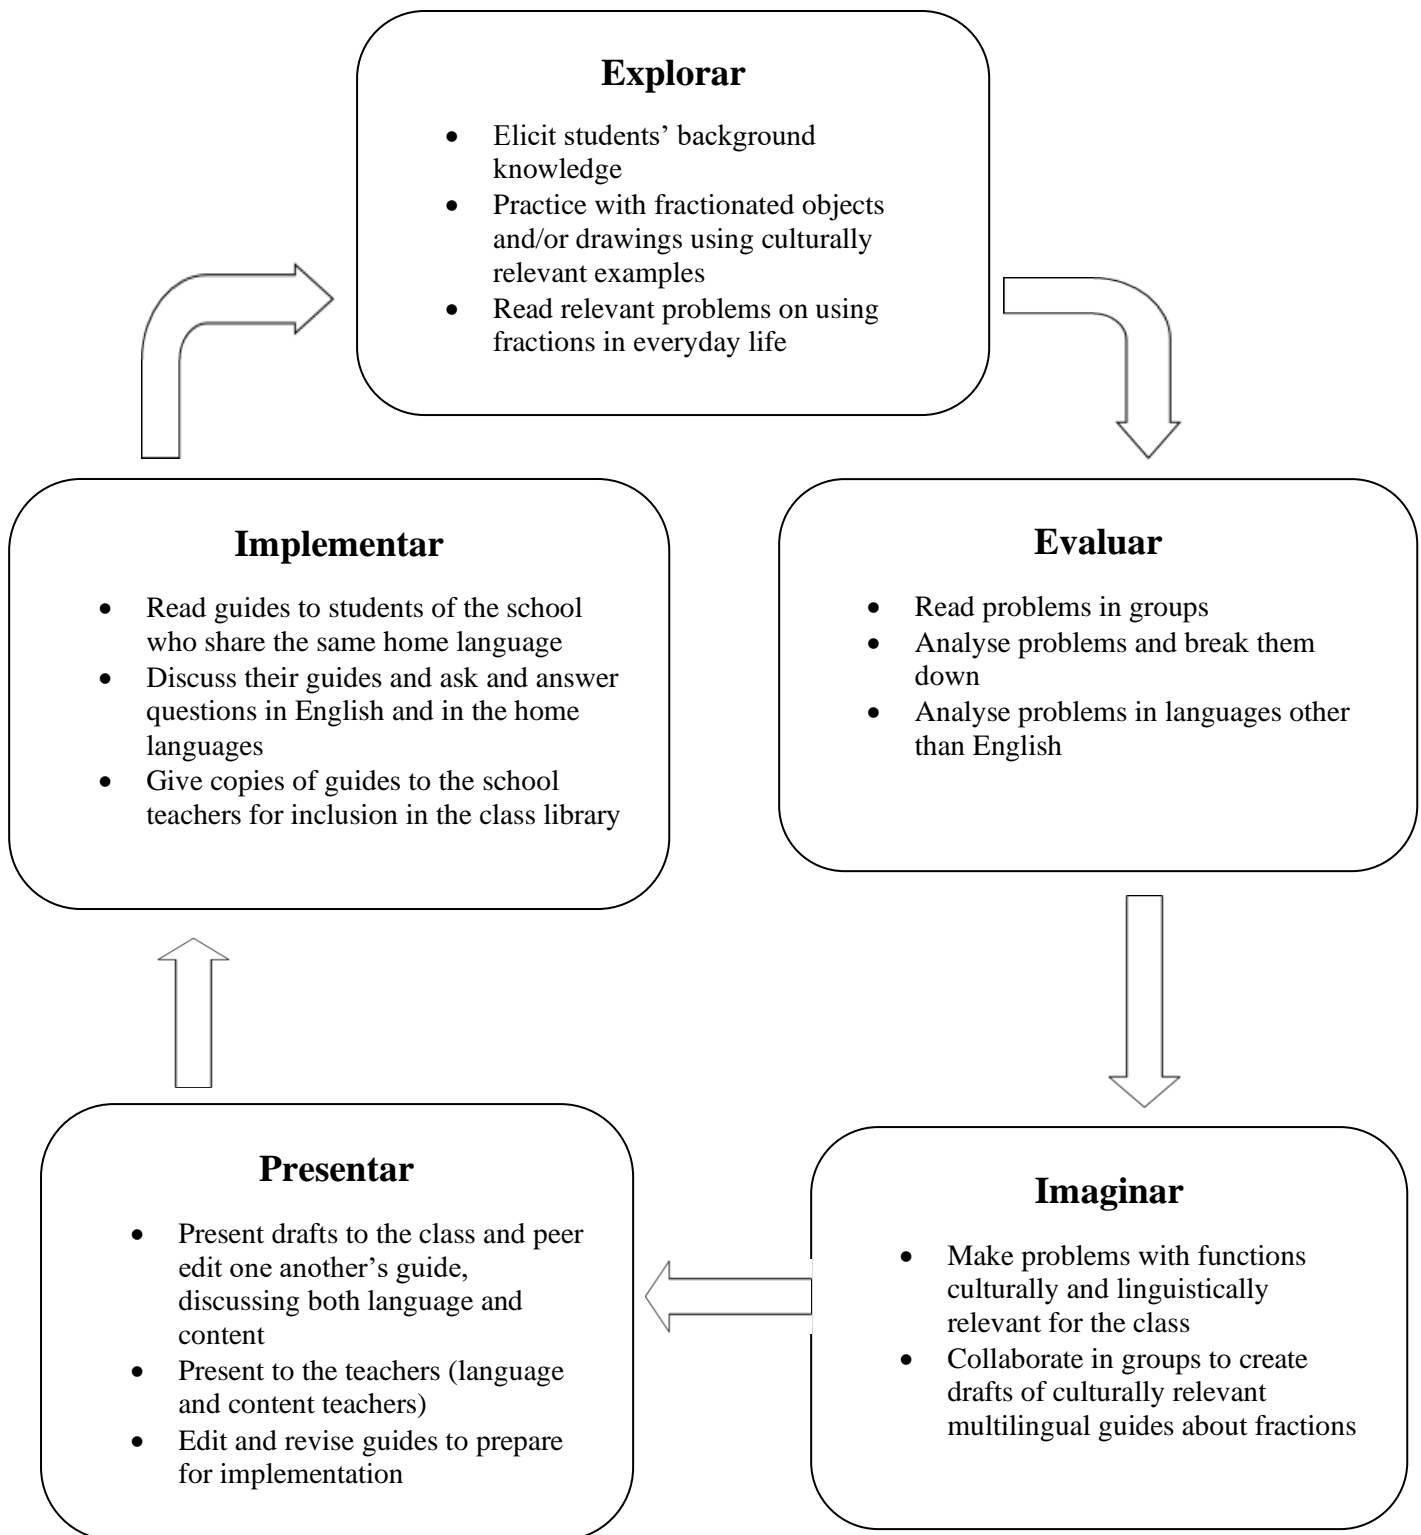 Explorar
• Elicit students’ background
knowledge
• Practice with fractionated objects
and/or drawings using culturally
relevant examples
• Read relevant problems on using
fractions in everyday life
Evaluar
• Read problems in groups
• Analyse problems and break them
down
• Analyse problems in languages other
than English
Imaginar
• Make problems with functions
culturally and linguistically
relevant for the class
• Collaborate in groups to create
drafts of culturally relevant
multilingual guides about fractions
Presentar
• Present drafts to the class and peer
edit one another’s guide,
discussing both language and
content
• Present to the teachers (language
and content teachers)
• Edit and revise guides to prepare
for implementation
Implementar
• Read guides to students of the school
who share the same home language
• Discuss their guides and ask and answer
questions in English and in the home
languages
• Give copies of guides to the school
teachers for inclusion in the class library